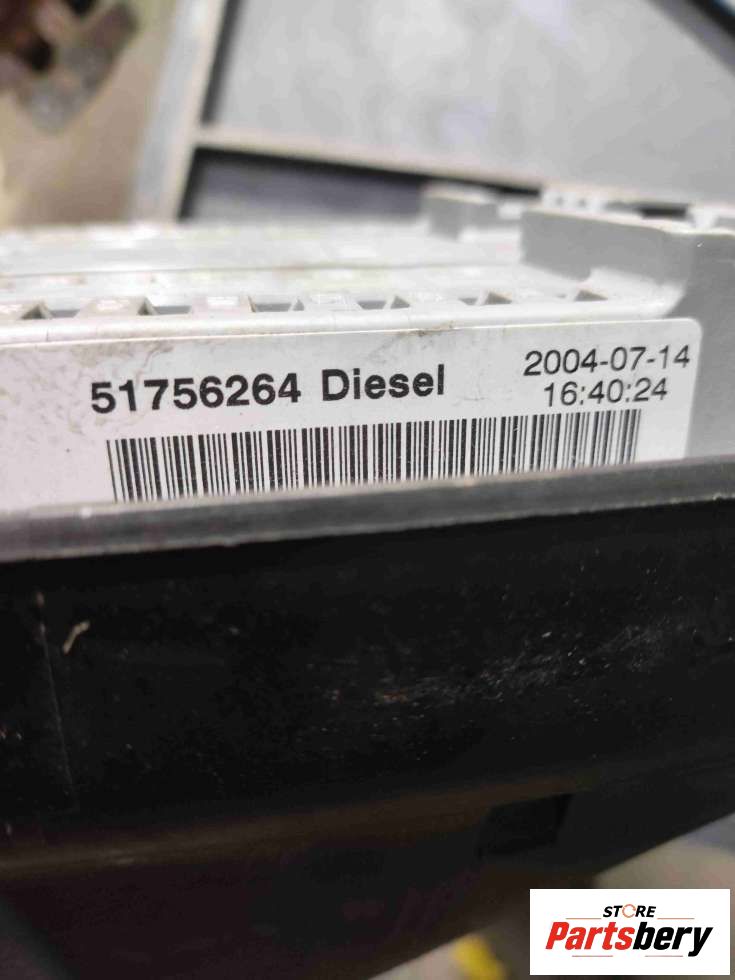 51756264 Diesel
2004-07-14
16:40:24
STORE
Partsbery